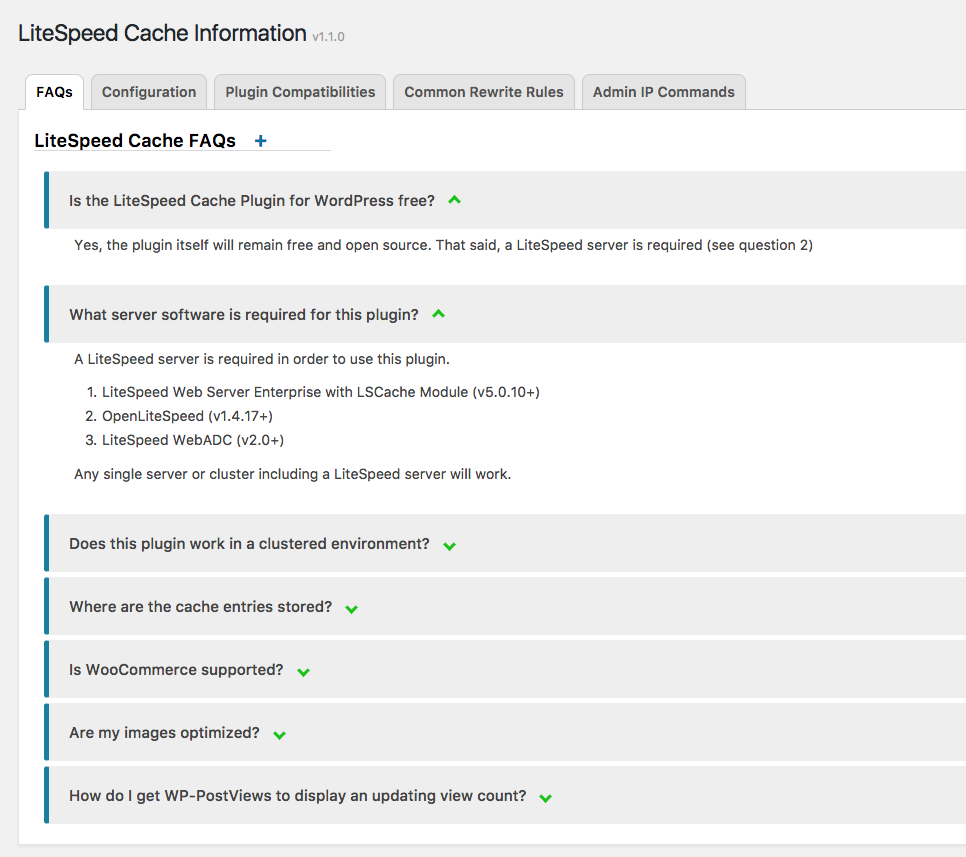 LiteSpeed Cache Information v1.1.0
FAQs Configuration Plugin Compatibilities Common Rewrite Rules Admin IP Commands
LiteSpeed Cache FAQs +
Is the LiteSpeed Cache Plugin for WordPress free?
Yes, the plugin itself will remain free and open source. That said, a LiteSpeed server is required (see question 2)
What server software is required for this plugin?
A LiteSpeed server is required in order to use this plugin.
1. LiteSpeed Web Server Enterprise with LSCache Module (v5.0.10+)
2. OpenLiteSpeed (v1.4.17+)
3. LiteSpeed WebADC (v2.0+)
Any single server or cluster including a LiteSpeed server will work.
Does this plugin work in a clustered environment?
Where are the cache entries stored?
Is WooCommerce supported?
Are my images optimized?
How do I get WP-PostViews to display an updating view count?